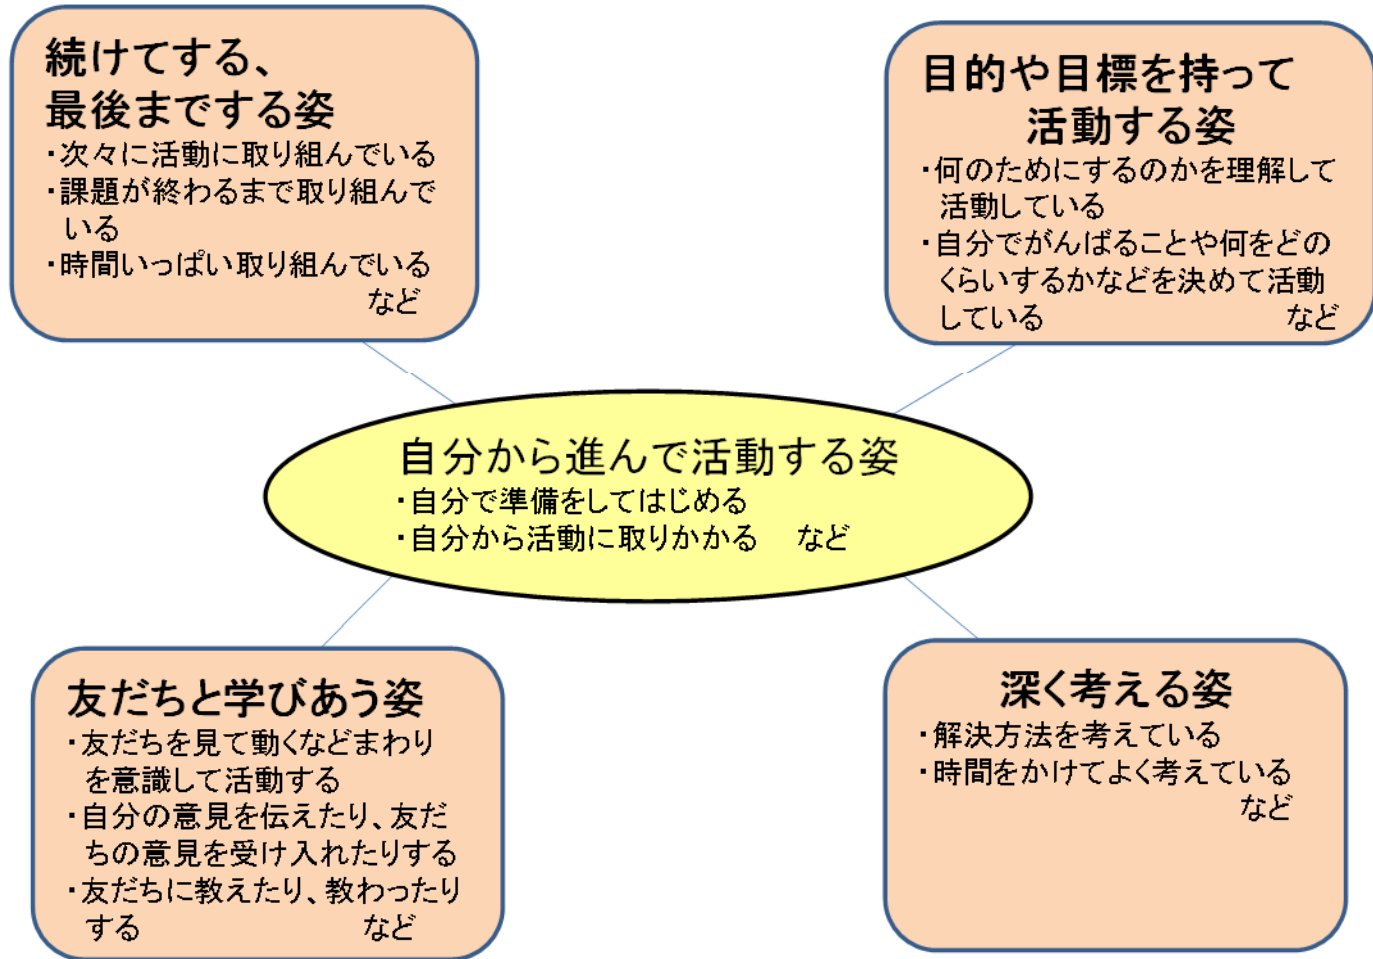 続けてする、
最後までする姿
・次々に活動に取り組んでいる
・課題が終わるまで取り組んで
いる
・時間いっぱい取り組んでいる
など
目的や目標を持って
活動する姿
・何のためにするのかを理解して
活動している
・自分でがんばることや何をどの
くらいするかなどを決めて活動
している など
自分から進んで活動する姿
・自分で準備をしてはじめる
・自分から活動に取りかかる など
友だちと学びあう姿
・友だちを見て動くなどまわり
を意識して活動する
・自分の意見を伝えたり、友だ
ちの意見を受け入れたりする
・友だちに教えたり、教わったり
する など
深く考える姿
・解決方法を考えている
・時間をかけてよく考えている
など